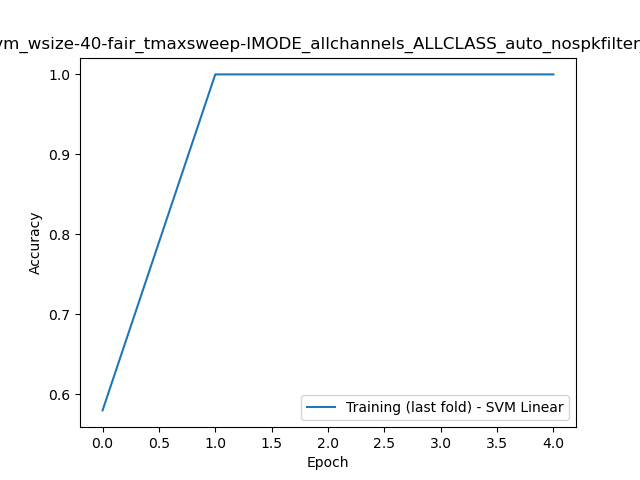 vm_wsize-40-fair_tmaxsweep-IMODE_allchannels_ALLCLASS_auto_nospkfilter_
1.0
0.9
0.8
0.7
0.6
Accuracy
Training (last fold) - SVM Linear
0.0 0.5 1.0 1.5 2.0 2.5 3.0 3.5 4.0
Epoch